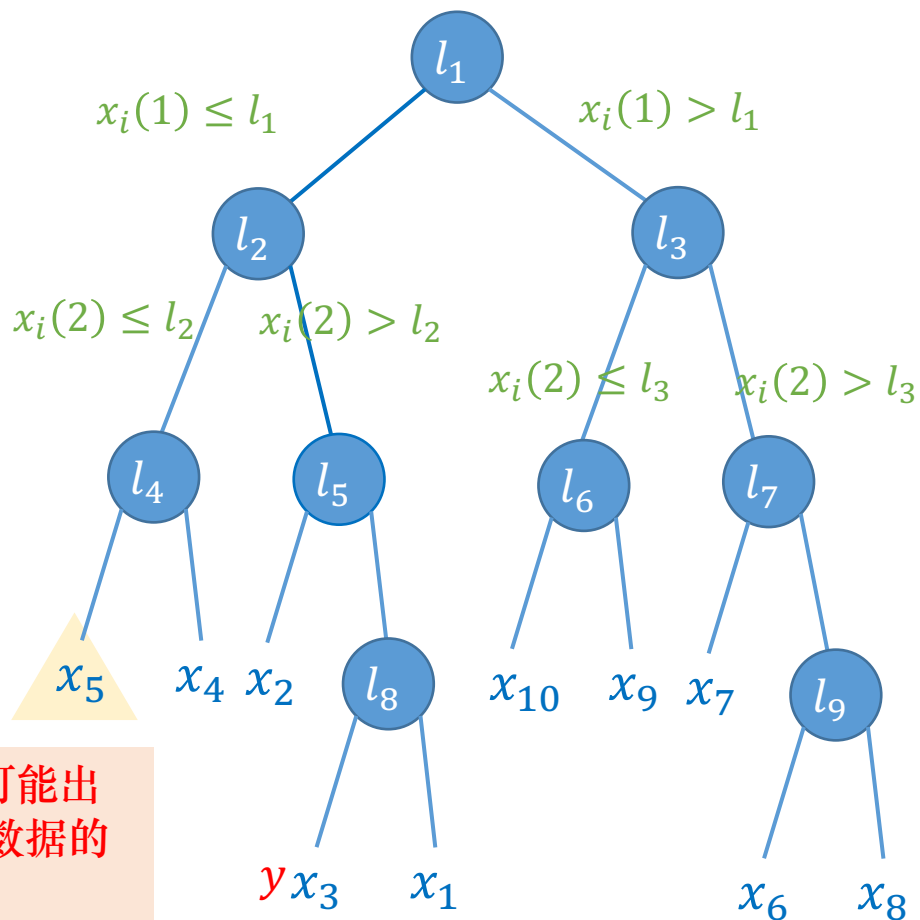 l₁
xᵢ(1) ≤ l₁
xᵢ(1) > l₁
l₂
l₃
xᵢ(2) ≤ l₂
xᵢ(2) > l₂
xᵢ(2) ≤ l₃
xᵢ(2) > l₃
l₄
l₅
l₆
l₇
x₅
x₄
x₂
l₈
x₁₀
x₉
x₇
l₉
可能出
数据的
y x₃
x₁
x₆
x₈